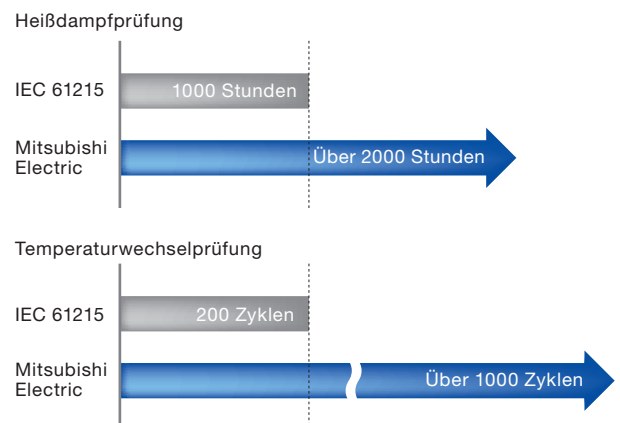 Heißdampfprüfung
IEC 61215
1000 Stunden
Mitsubishi
Electric
Über 2000 Stunden
Temperaturwechselprüfung
IEC 61215
200 Zyklen
Mitsubishi
Electric
Über 1000 Zyklen